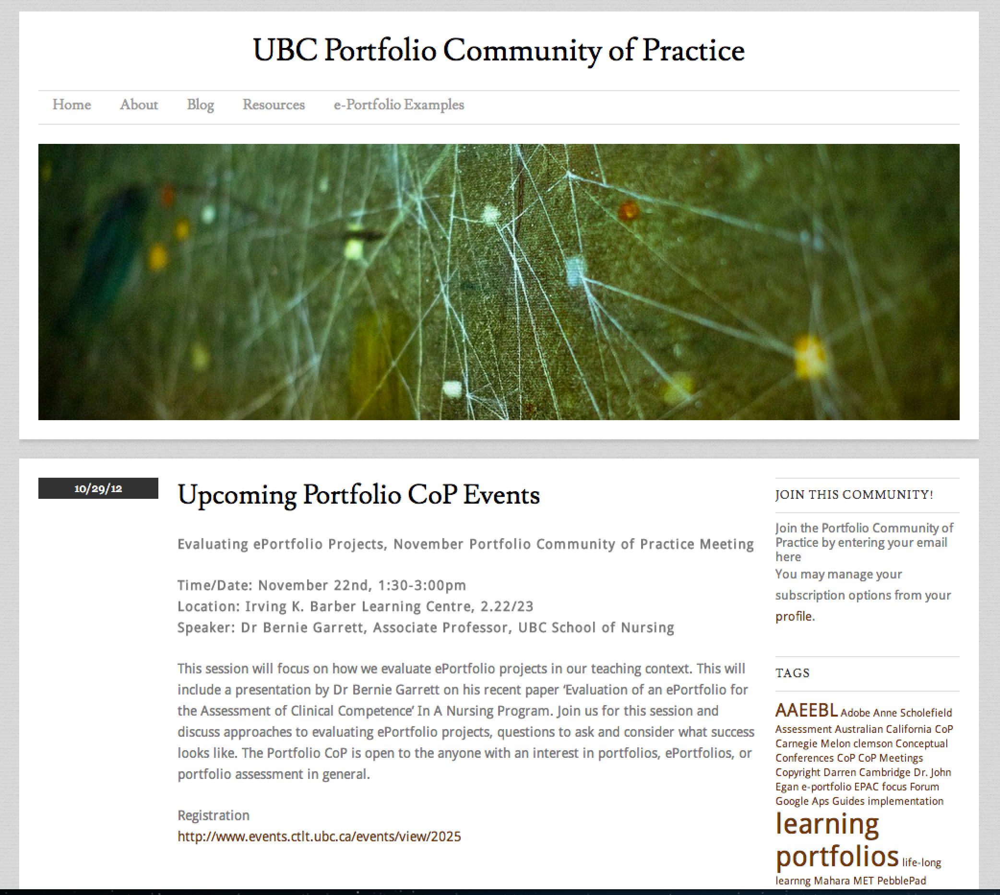 UBC Portfolio Community of Practice
Home About Blog Resources e-Portfolio Examples
10/29/12
Upcoming Portfolio CoP Events
Evaluating ePortfolio Projects, November Portfolio Community of Practice Meeting
Time/Date: November 22nd, 1:30-3:00pm
Location: Irving K. Barber Learning Centre, 2.22/23
Speaker: Dr Bernie Garrett, Associate Professor, UBC School of Nursing
This session will focus on how we evaluate ePortfolio projects in our teaching context. This will
include a presentation by Dr Bernie Garrett on his recent paper ‘Evaluation of an ePortfolio for
the Assessment of Clinical Competence’ In A Nursing Program. Join us for this session and
discuss approaches to evaluating ePortfolio projects, questions to ask and consider what success
looks like. The Portfolio CoP is open to the anyone with an interest in portfolios, ePortfolios, or
portfolio assessment in general.
Registration
http://www.events.ctlt.ubc.ca/events/view/2025
JOIN THIS COMMUNITY!
Join the Portfolio Community of
Practice by entering your email
here
You may manage your
subscription options from your
profile.
TAGS
AAEEBL Adobe Anne Scholefield
Assessment Australian California CoP
Carnegie Melon clemson Conceptual
Conferences CoP CoP Meetings
Copyright Darren Cambridge Dr. John
Egan e-portfolio EPAC focus Forum
Google Aps Guides implementation
learning
portfolios life-long
learnng Mahara MET PebblePad